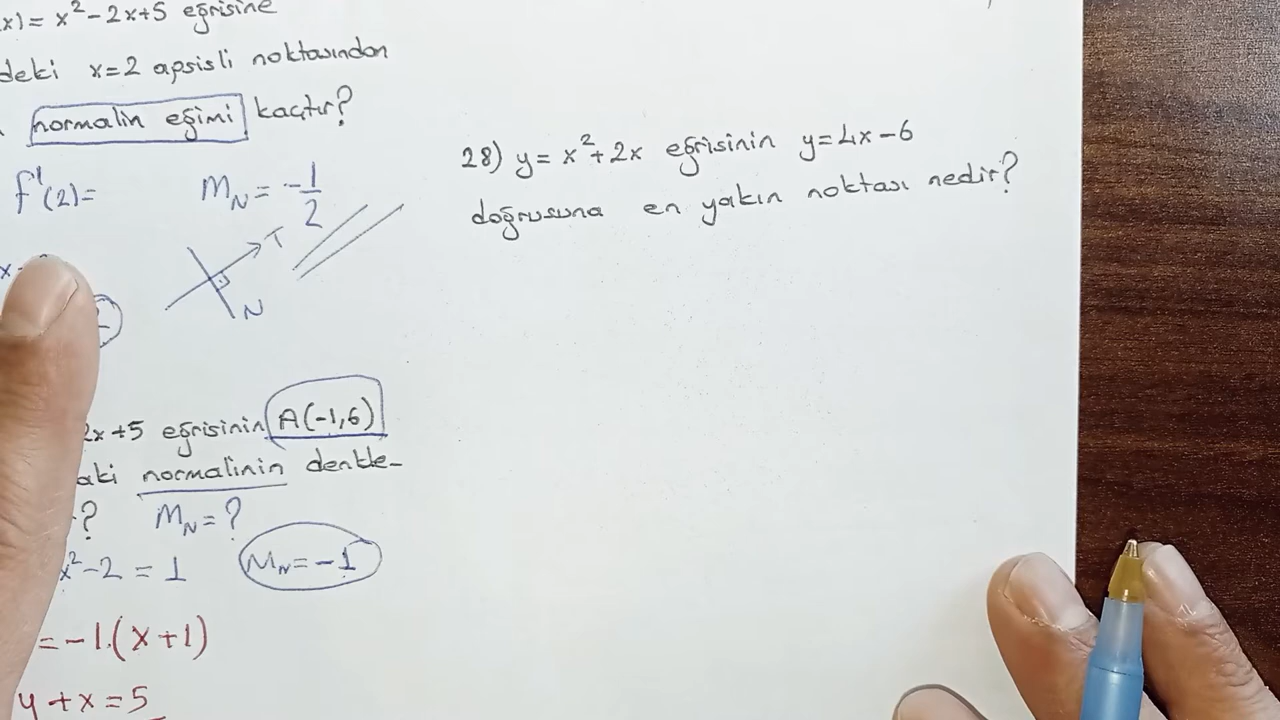 x) = x² - 2x + 5 eğrisine
deki x=2 apsisli noktasından
normalin eğimi kaçtır?
f'(2)=
M_N = -1/2
T
N
2x+5 eğrisinin A(-1,6)
aki normalinin denkle-
? M_N = ?
x² - 2 = 1 M_N = -1
= -1.(x+1)
y + x = 5
28) y = x² + 2x eğrisinin y = 4x - 6
doğrusuna en yakın noktası nedir?